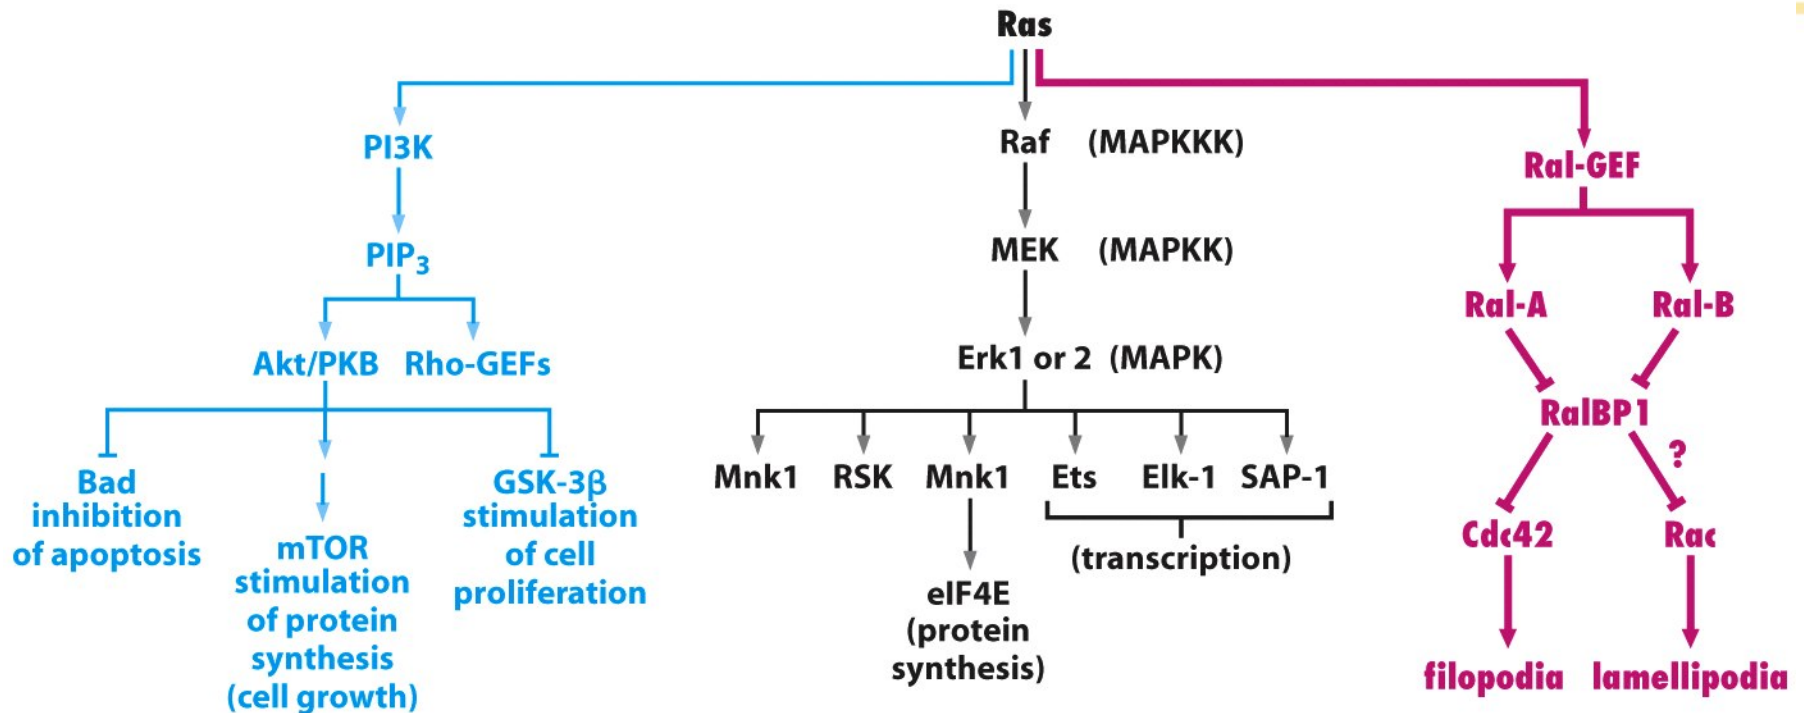 Ras
PI3K
PIP3
Akt/PKB
Rho-GEFs
Bad
inhibition
of apoptosis
mTOR
stimulation
of protein
synthesis
(cell growth)
GSK-3β
stimulation
of cell
proliferation
Raf (MAPKKK)
MEK (MAPKK)
Erk1 or 2 (MAPK)
Mnk1
RSK
Mnk1
Ets
Elk-1
SAP-1
eIF4E
(protein
synthesis)
(transcription)
Ral-GEF
Ral-A
Ral-B
RalBP1
?
Cdc42
Rac
filopodia
lamellipodia